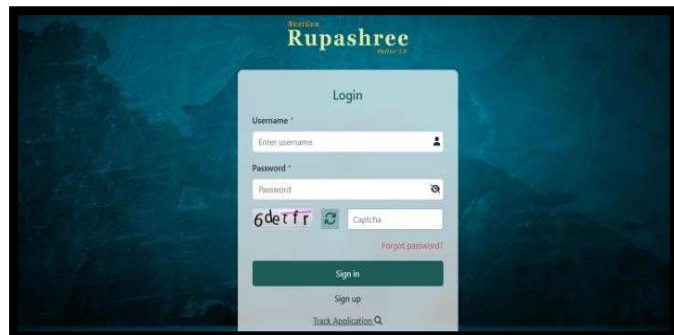 NextGen
Rupashree
Online 3.0
Login
Username *
Enter username
Password *
Password
6detfr
Captcha
Forgot password?
Sign in
Sign up
Track Application